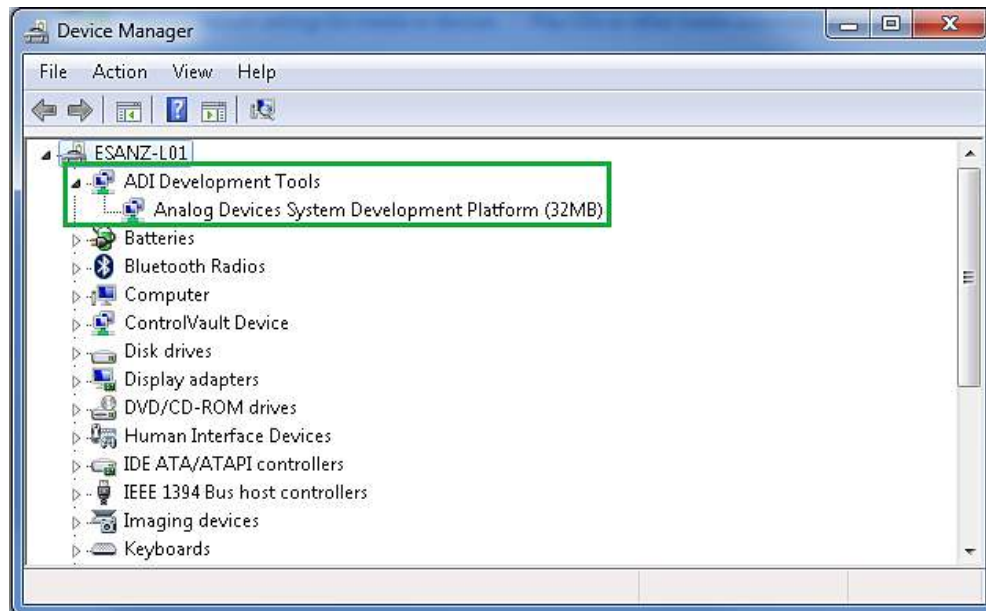 Device Manager
File Action View Help
ESANZ-L01
ADI Development Tools
Analog Devices System Development Platform (32MB)
Batteries
Bluetooth Radios
Computer
ControlVault Device
Disk drives
Display adapters
DVD/CD-ROM drives
Human Interface Devices
IDE ATA/ATAPI controllers
IEEE 1394 Bus host controllers
Imaging devices
Keyboards